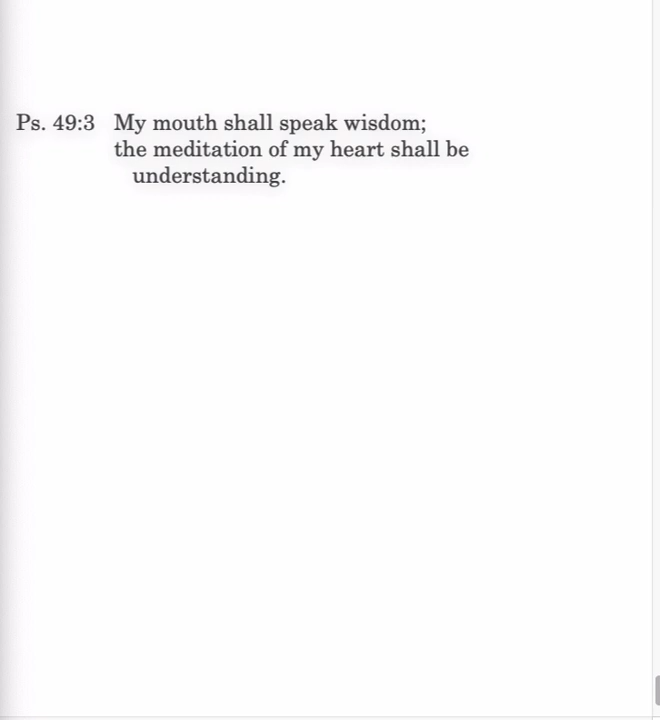 Ps. 49:3 My mouth shall speak wisdom;
the meditation of my heart shall be
understanding.